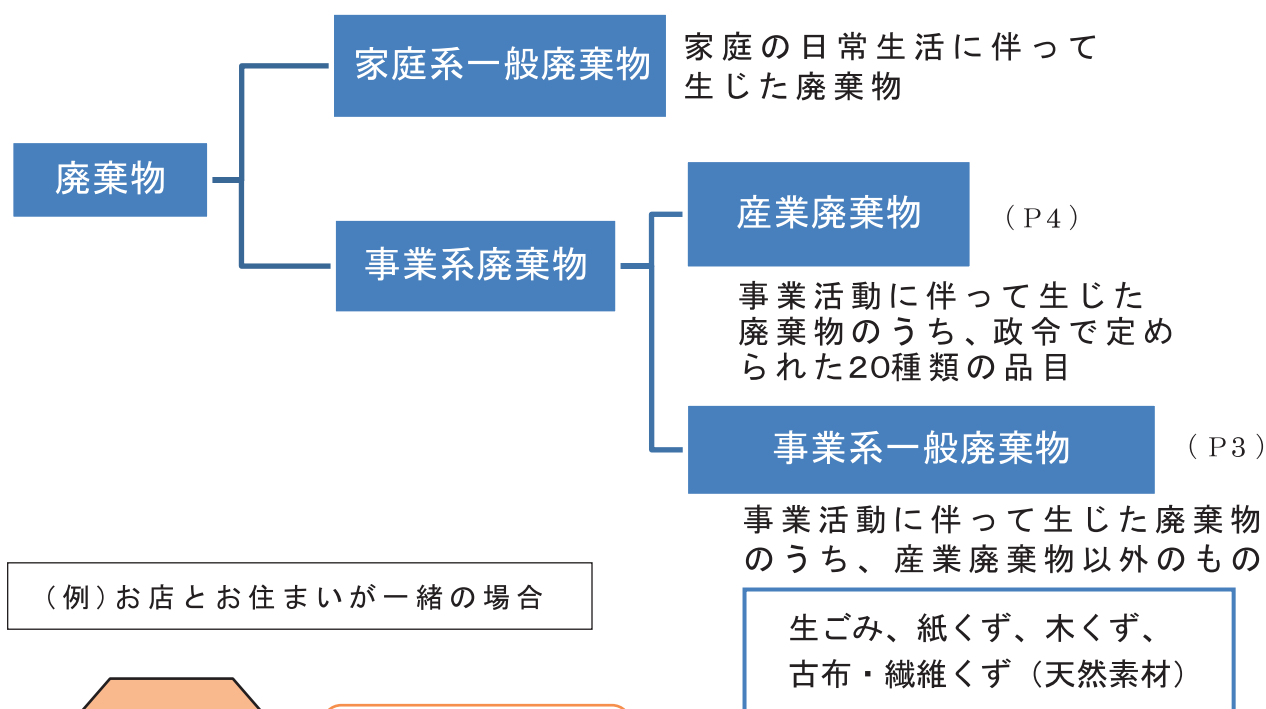 家庭系一般廃棄物
家庭の日常生活に伴って
生じた廃棄物
廃棄物
事業系廃棄物
産業廃棄物
（P4）
事業活動に伴って生じた
廃棄物のうち、政令で定め
られた20種類の品目
事業系一般廃棄物
（P3）
事業活動に伴って生じた廃棄物
のうち、産業廃棄物以外のもの
（例）お店とお住まいが一緒の場合
生ごみ、紙くず、木くず、
古布・繊維くず（天然素材）